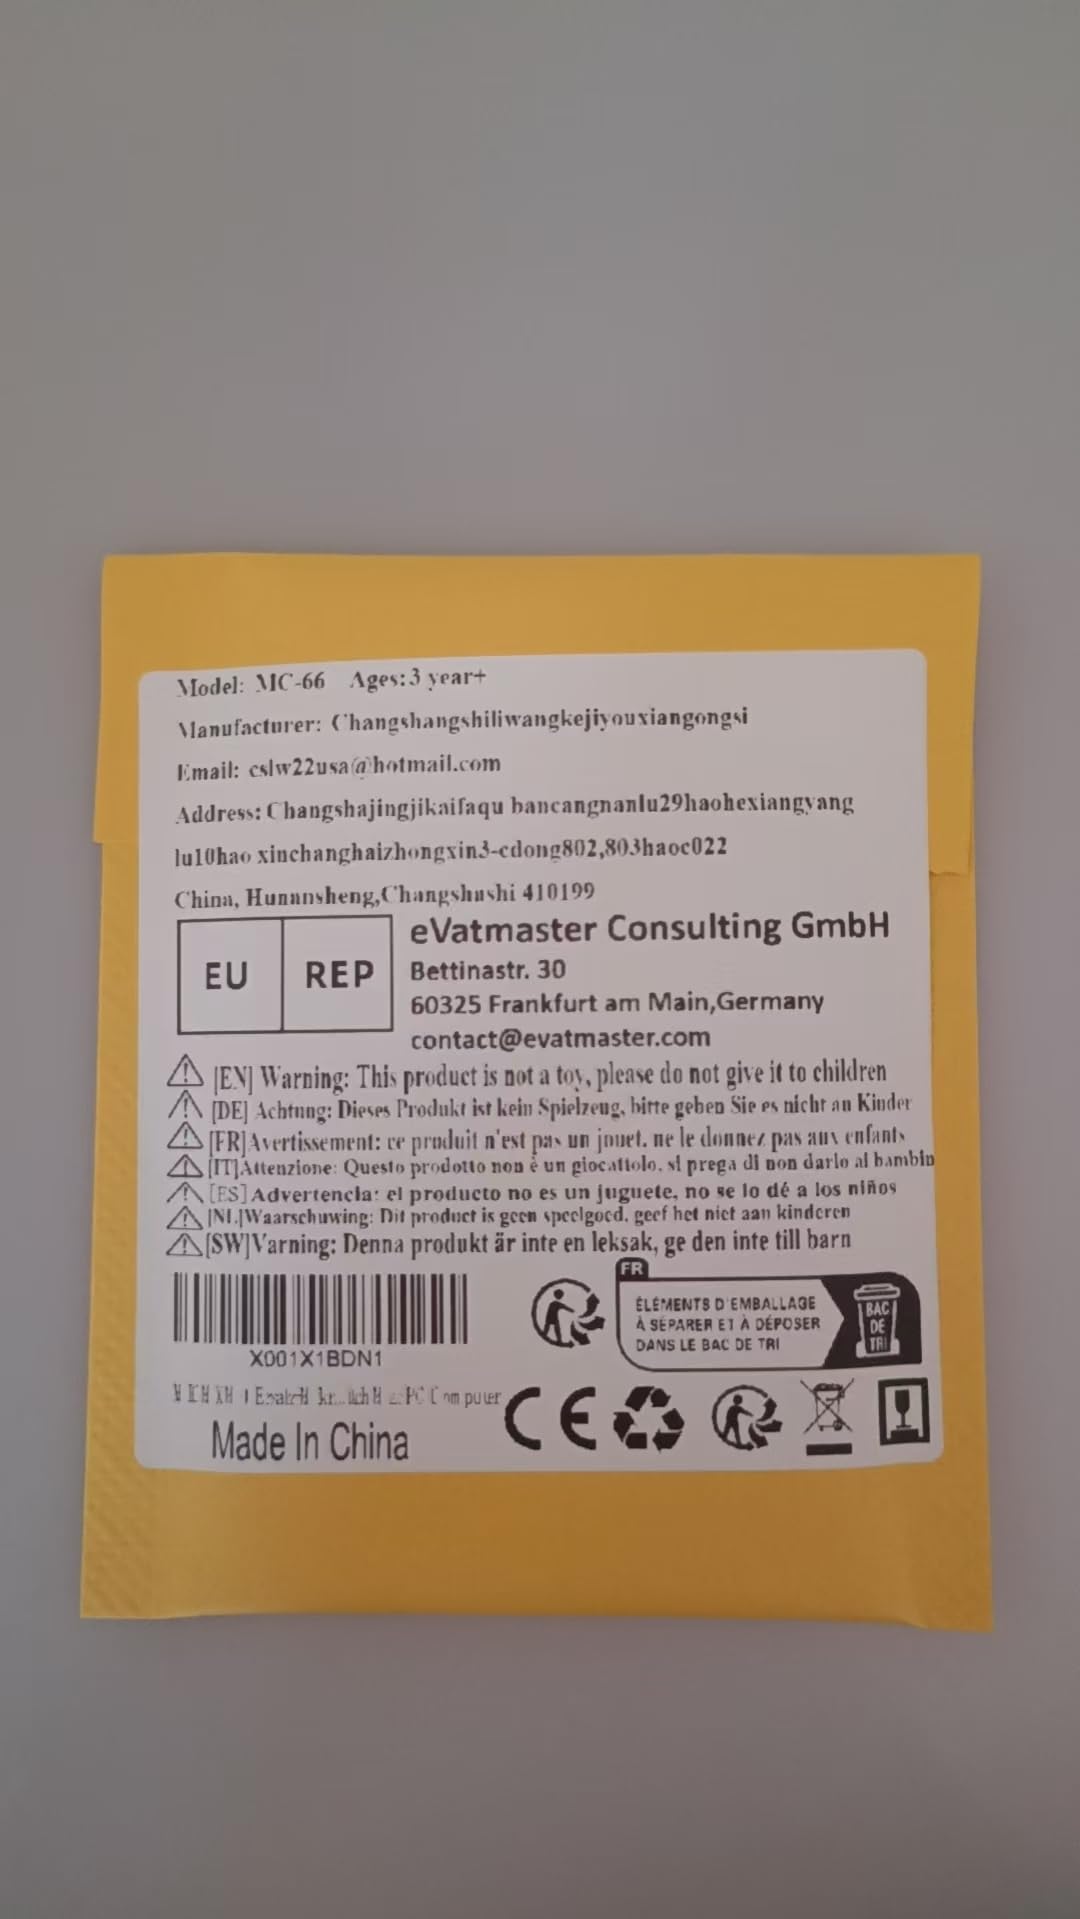 Model: MC-66 Ages:3 year+
Manufacturer: Changshangshiliwangkejiyouxiangongsi
Email: cslw22usa@hotmail.com
Address: Changshajingjikaifaqu bancangnanlu29haohexiangyang
lu10hao xinchanghaizhongxin3-cdong802,803haoc022
China, Hunansheng,Changshashi 410199
EU REP
eVatmaster Consulting GmbH
Bettinastr. 30
60325 Frankfurt am Main,Germany
contact@evatmaster.com
[EN] Warning: This product is not a toy, please do not give it to children
[DE] Achtung: Dieses Produkt ist kein Spielzeug, bitte geben Sie es nicht an Kinder
[FR]Avertissement: ce produit n'est pas un jouet. ne le donnez pas aux enfants
[IT]Attenzione: Questo prodotto non è un giocattolo, si prega di non darlo al bambin
[ES]Advertencia: el producto no es un juguete, no se lo dé a los niños
[NL]Waarschuwing: Dit product is geen speelgoed, geef het niet aan kinderen
[SW]Varning: Denna produkt är inte en leksak, ge den inte till barn
X001X1BDN1
FR
ÉLÉMENTS D'EMBALLAGE
À SÉPARER ET À DÉPOSER
DANS LE BAC DE TRI
BAC
DE
TRI
PC Computer
Made In China
CE